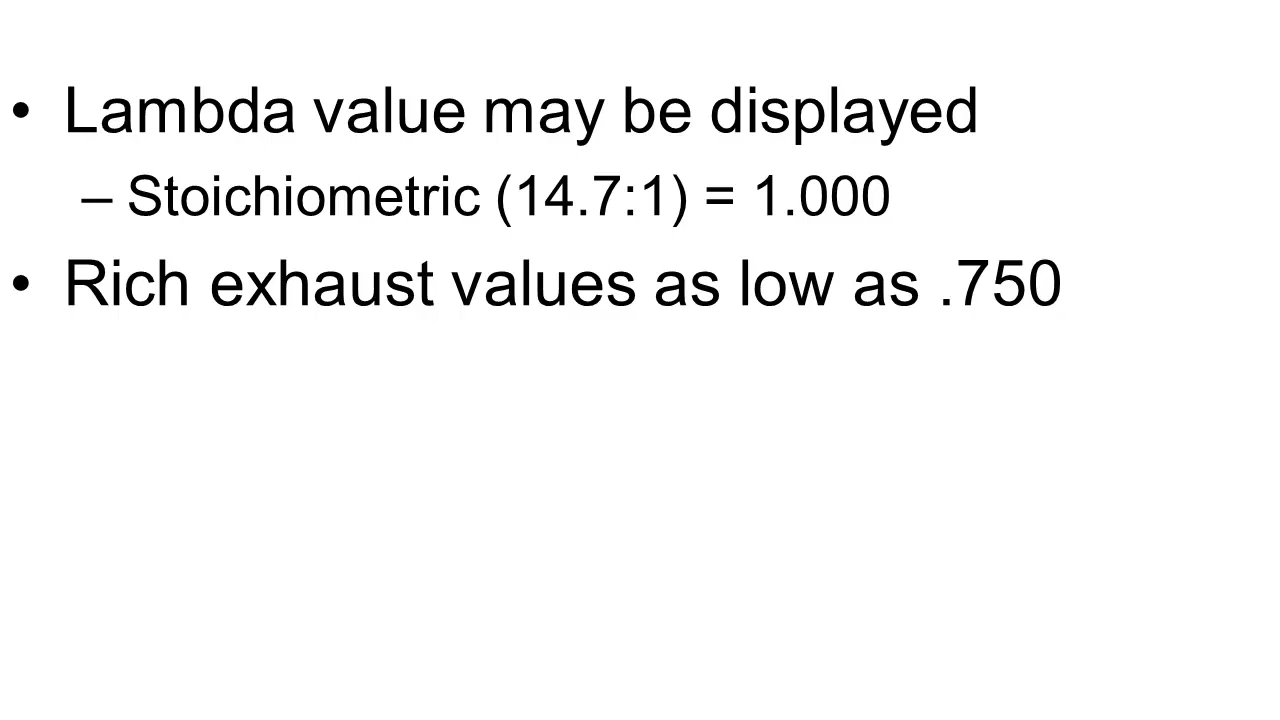 • Lambda value may be displayed
– Stoichiometric (14.7:1) = 1.000
• Rich exhaust values as low as .750